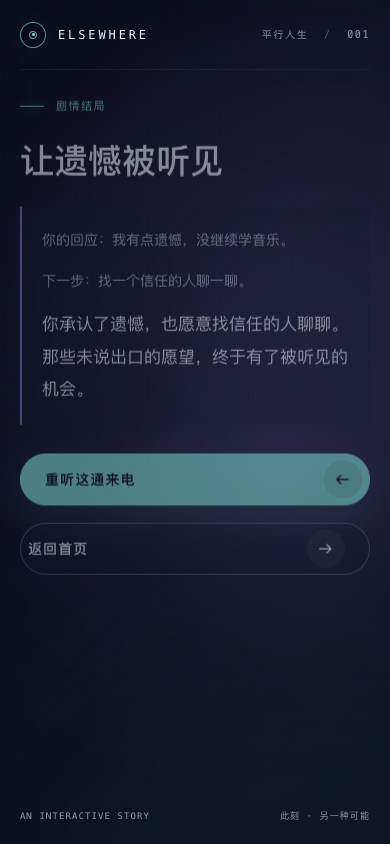 ELSEWHERE
平行人生 / 001
剧情结局
让遗憾被听见
你的回应：我有点遗憾，没继续学音乐。
下一步：找一个信任的人聊一聊。
你承认了遗憾，也愿意找信任的人聊聊。
那些未说出口的愿望，终于有了被听见的
机会。
重听这通来电
返回首页
AN INTERACTIVE STORY
此刻 · 另一种可能